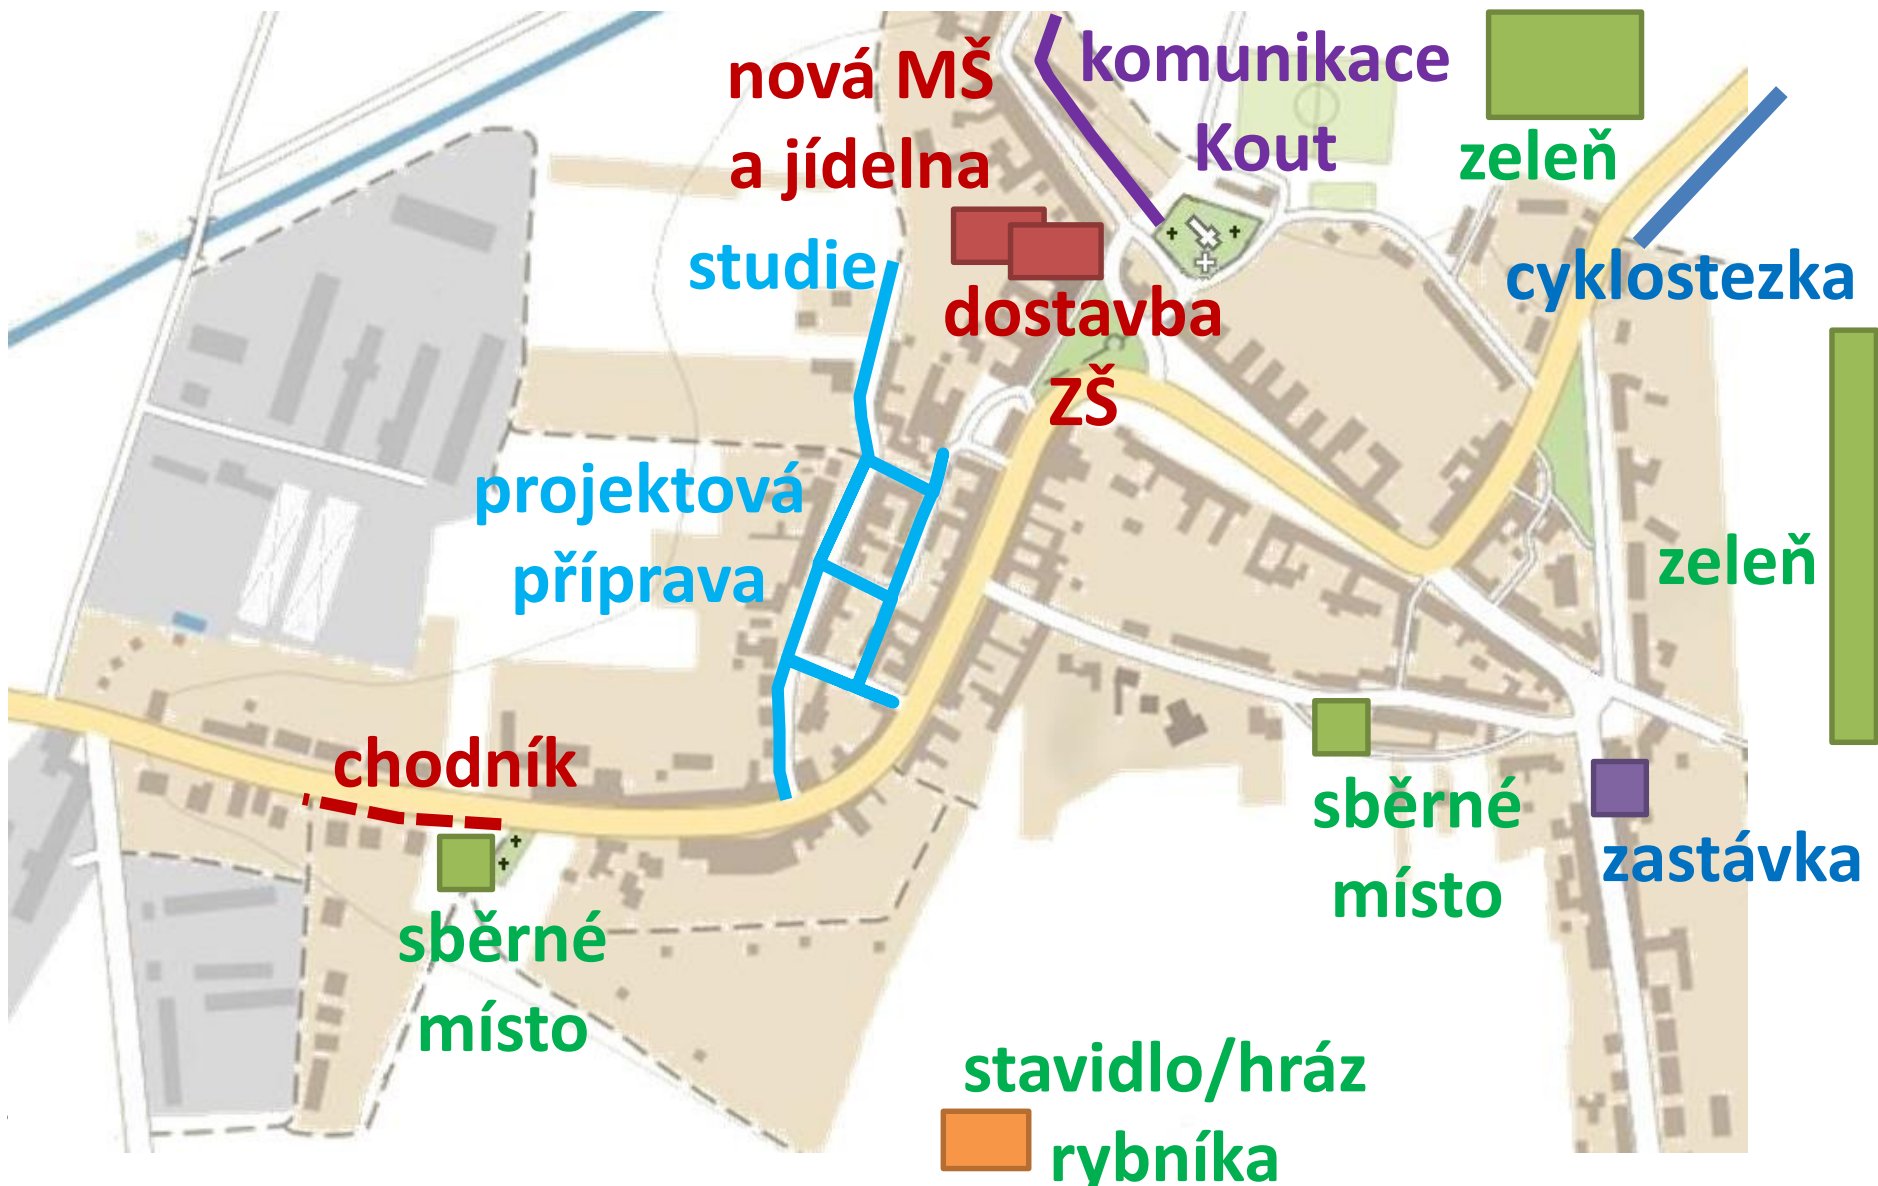 nová MŠ
a jídelna
komunikace
Kout
zeleň
studie
dostavba
ZŠ
cyklostezka
projektová
příprava
zeleň
chodník
sběrné
místo
zastávka
sběrné
místo
stavidlo/hráz
rybníka